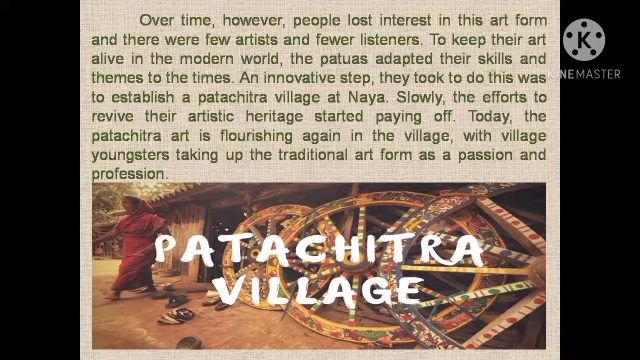 Over time, however, people lost interest in this art form
and there were few artists and fewer listeners. To keep their art
alive in the modern world, the patuas adapted their skills and
themes to the times. An innovative step, they took to do this was
to establish a patachitra village at Naya. Slowly, the efforts to
revive their artistic heritage started paying off. Today, the
patachitra art is flourishing again in the village, with village
youngsters taking up the traditional art form as a passion and
profession.
KINEMASTER
PATACHITRA
VILLAGE